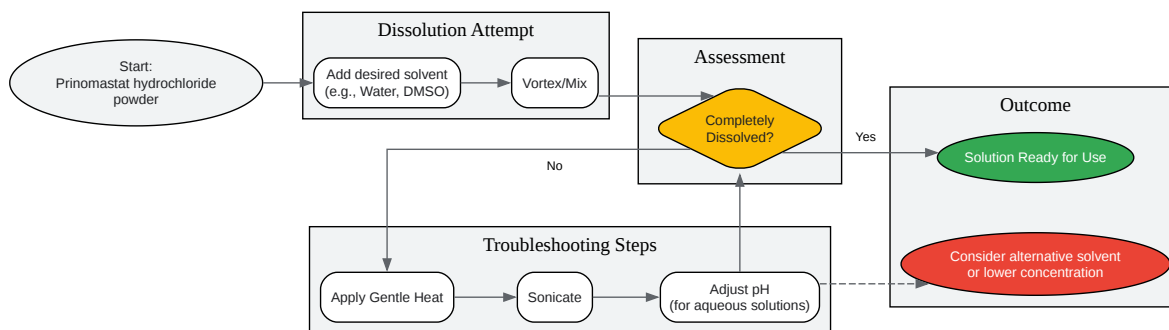 Start:
Prinomastat hydrochloride
powder
Dissolution Attempt
Add desired solvent
(e.g., Water, DMSO)
Vortex/Mix
Assessment
Completely
Dissolved?
Yes
No
Outcome
Solution Ready for Use
Consider alternative solvent
or lower concentration
Troubleshooting Steps
Apply Gentle Heat
Sonicate
Adjust pH
(for aqueous solutions)